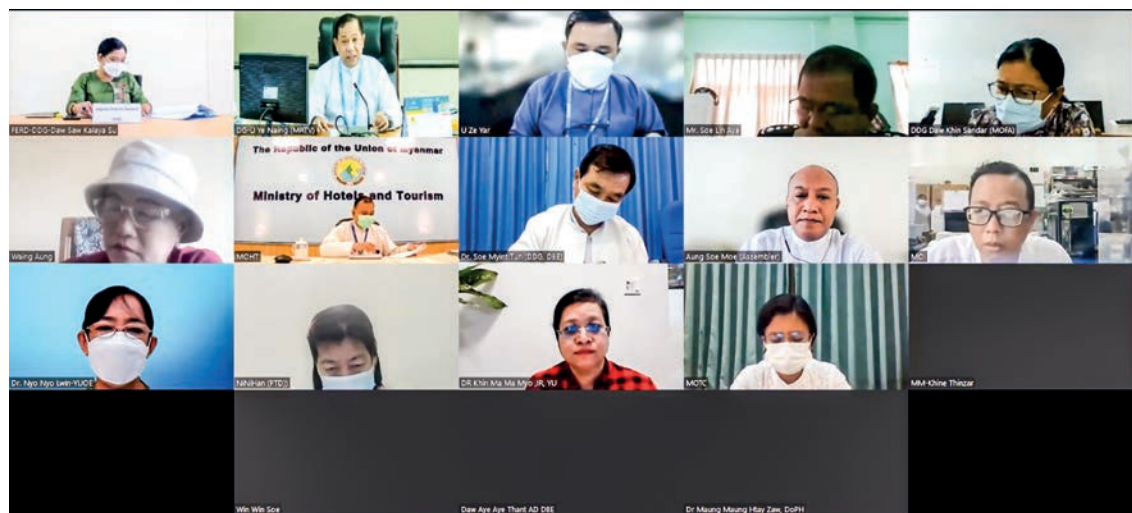 FERD-DDG-Daw Saw Kalaya Su
DG-U Ye Naing (MRTV)
U Ze Yar
Mr. Soe Lin Aye
DDG Daw Khin Sandar (MOFA)
Waing Aung
The Republic of the Union of Myanmar
Ministry of Hotels and Tourism
MOHT
Dr. Soe Myint Tun (DDG, DBE)
Aung Soe Moe (Assembler)
Dr. Nyo Nyo Lwin-YUOE
NiNiHan (PTD))
DR Khin Ma Ma Myo JR, YU
MOTC
MM-Khine Thinzar
Win Win Soe
Daw Aye Aye Thant AD DBE
Dr Maung Maung Htay Zaw, DoPH